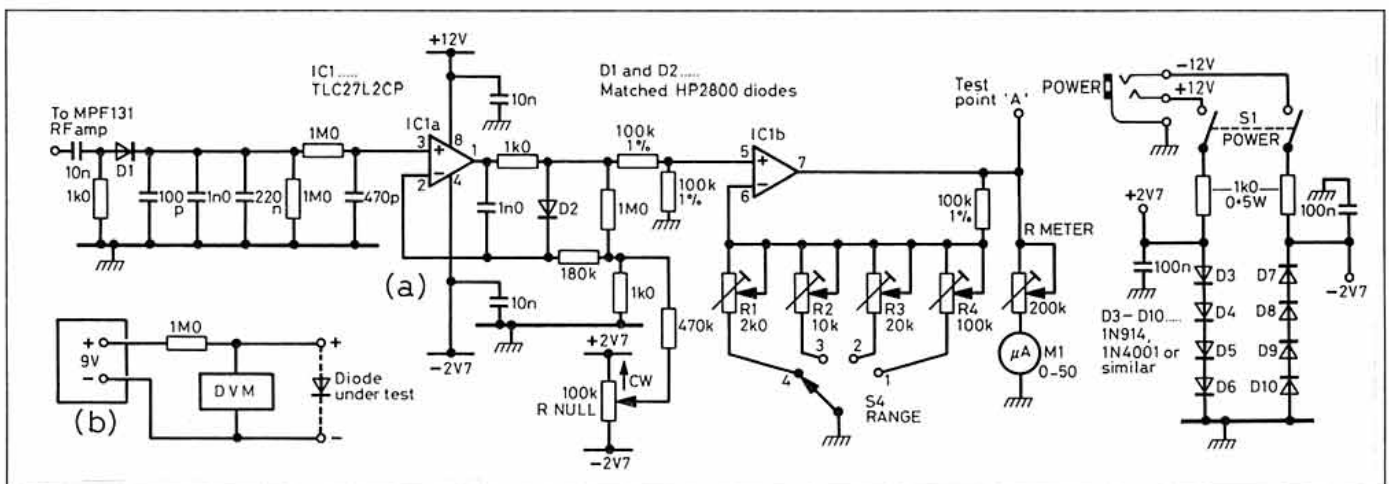 +12V
IC1.....
TLC27L2CP
10n
D1 and D2.....
Matched HP2800 diodes
Test
point 'A'
POWER
-12V
+12V
S1
POWER
To MPF131
RF amp
10n
D1
1k0
100
p
1n0
220
n
1M0
1M0
470p
IC1a
3
+
8
1
-
2
4
1k0
1n0
D2
100k
1%
100k
1%
1M0
180k
1k0
470k
10n
-2V7
(a)
IC1b
5
+
7
-
6
100k
1%
R METER
R1
2k0
R2
10k
R3
20k
R4
100k
200k
3
2
4
1
S4
RANGE
µA
M1
0-50
+2V7
CW
100k
R NULL
-2V7
1k0
0·5W
100n
+2V7
100n
-2V7
D3
D4
D5
D6
D7
D8
D9
D10
D3-D10....
1N914,
1N4001 or
similar
+
9V
-
1M0
DVM
+
Diode
under test
-
(b)